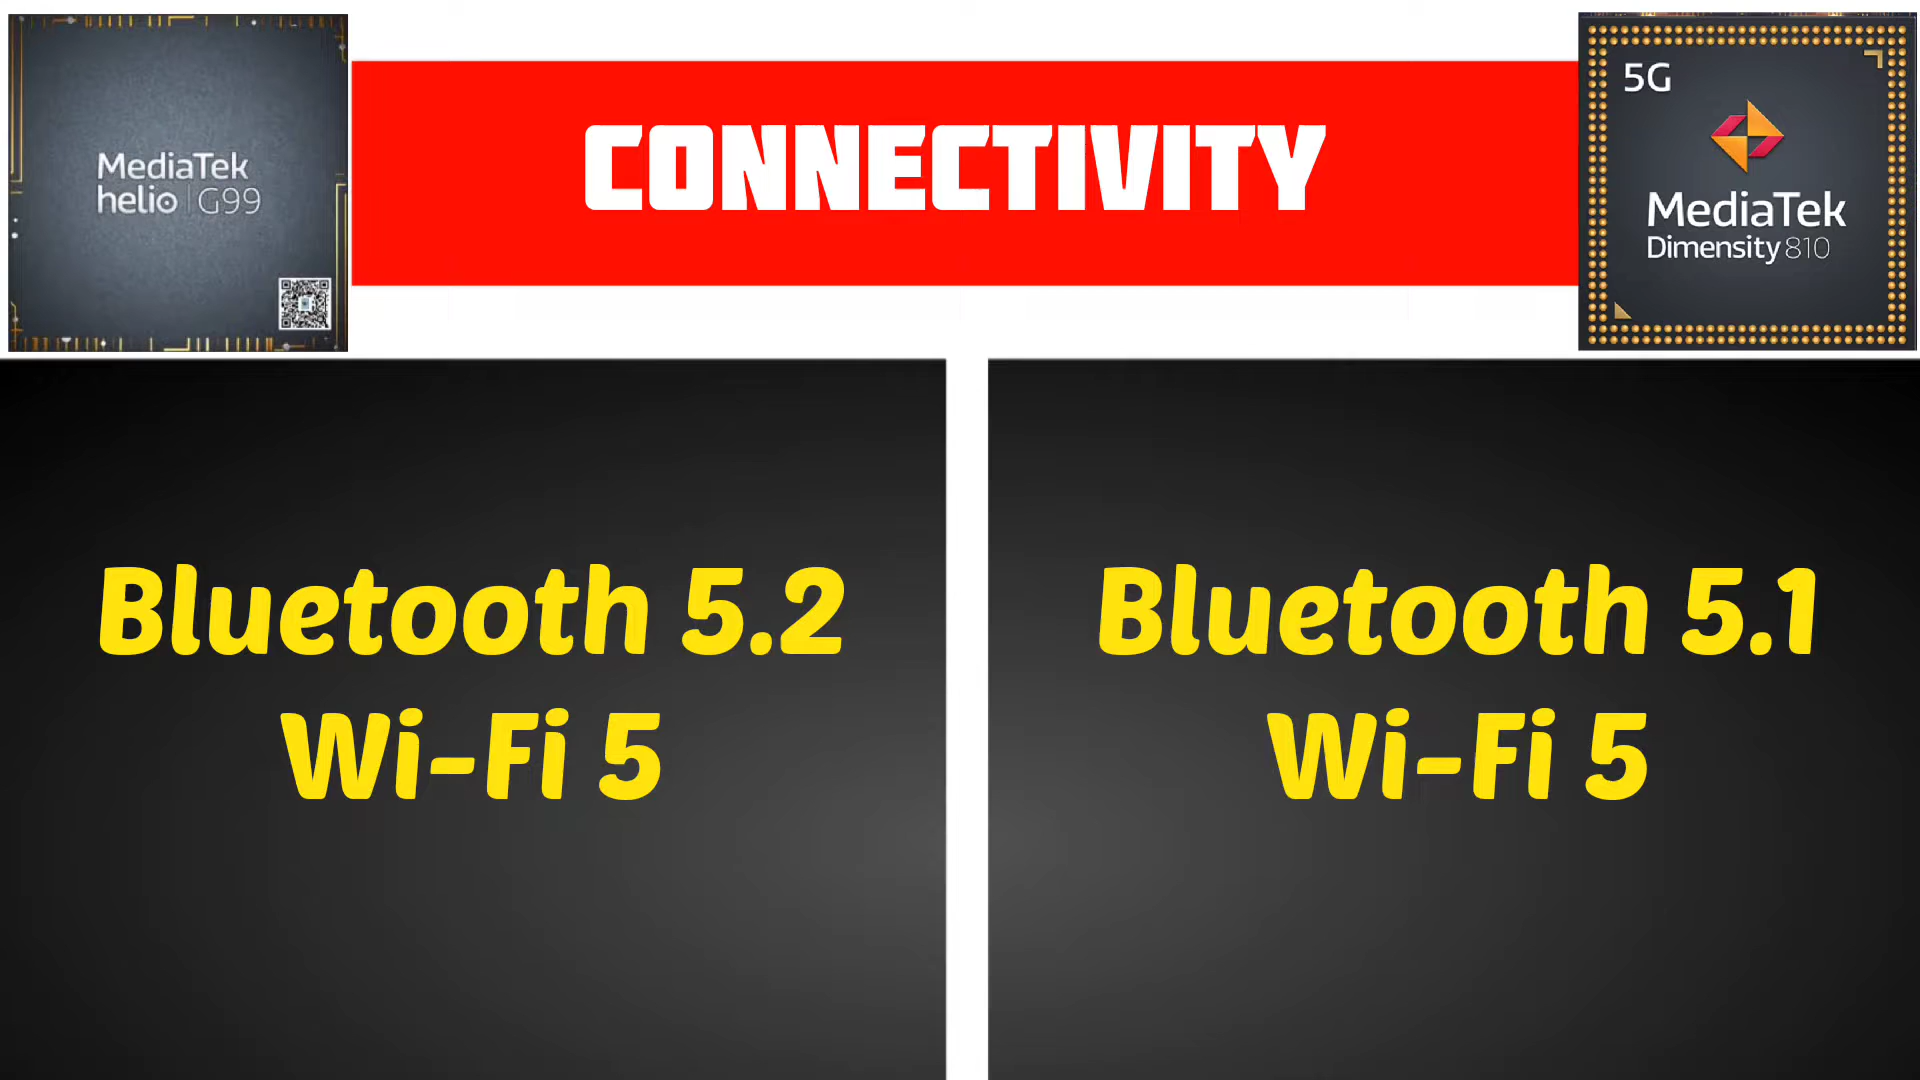 MediaTek
helio G99
CONNECTIVITY
5G
MediaTek
Dimensity 810
Bluetooth 5.2
Wi-Fi 5
Bluetooth 5.1
Wi-Fi 5